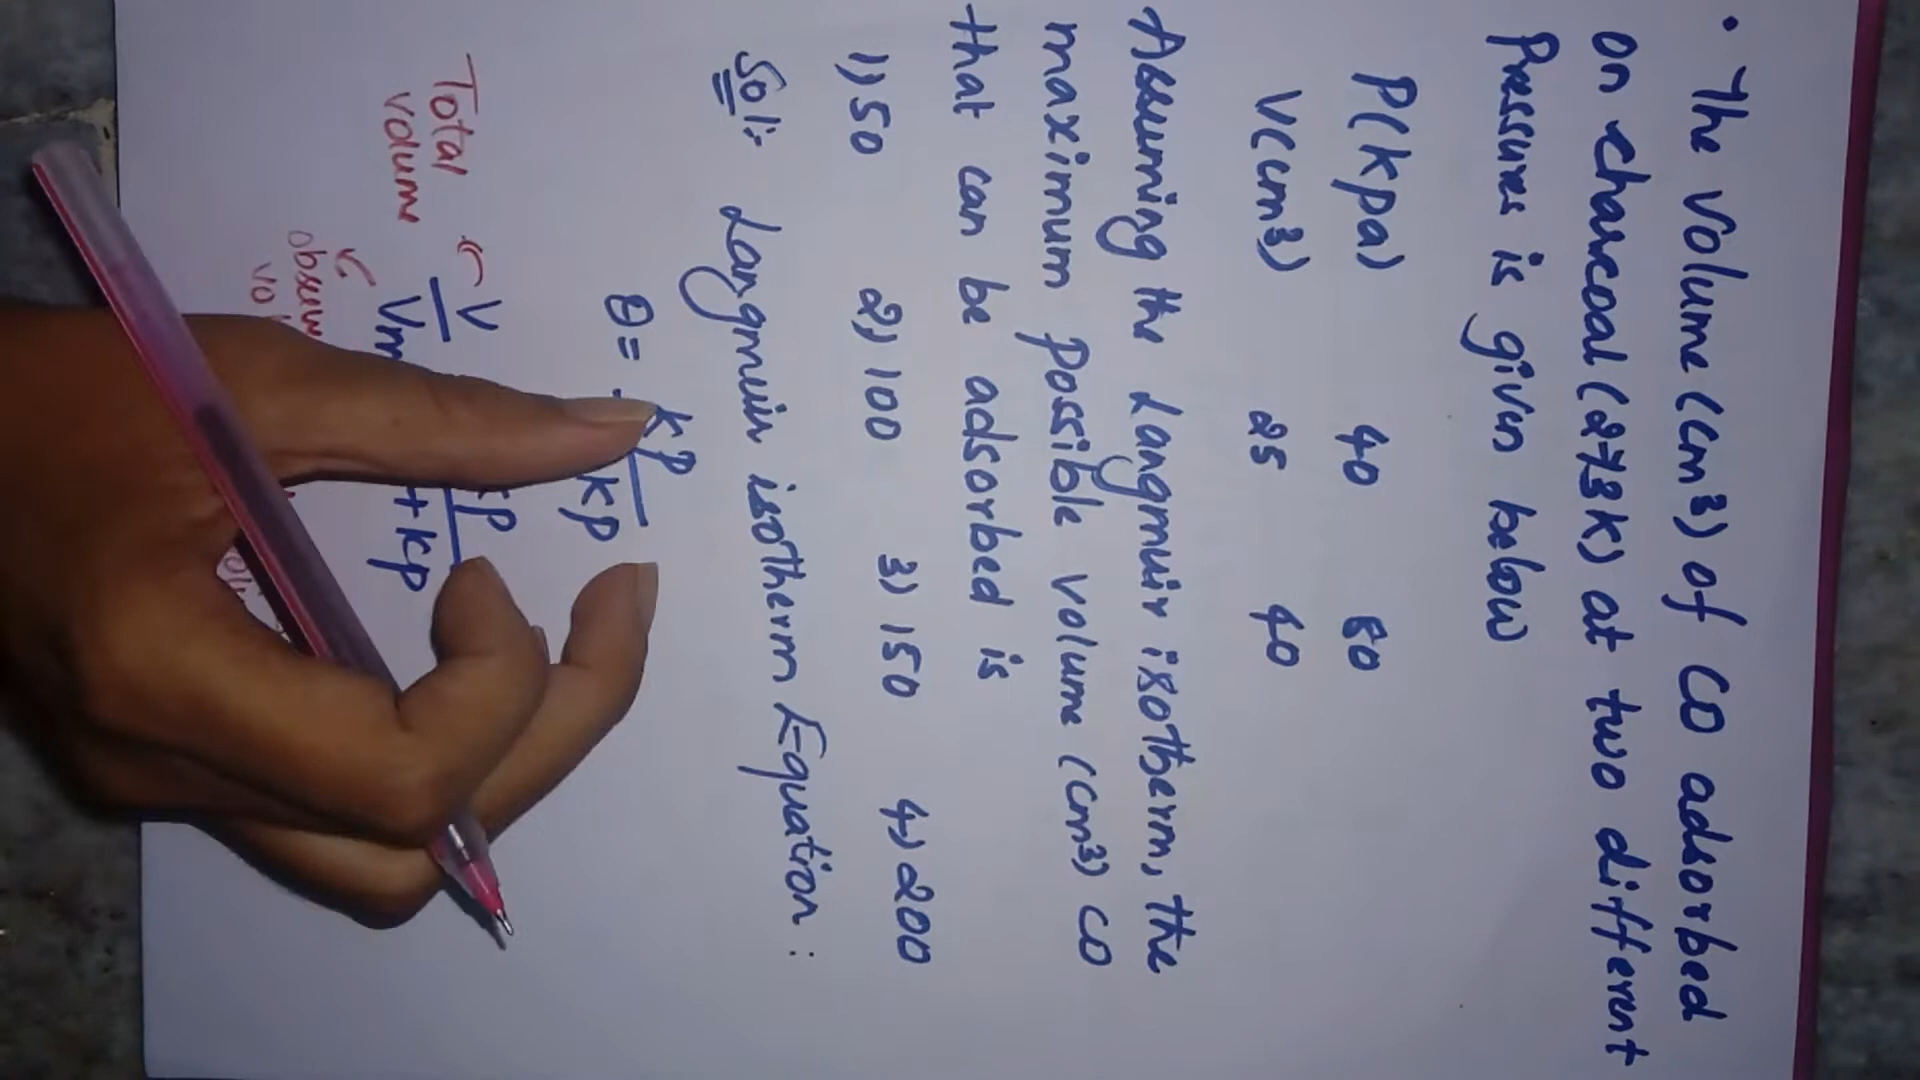 • The volume (cm³) of CO adsorbed
on charcoal (273K) at two different
Pressures is given below
P(kpa) 40 80
V(cm³) 25 40
Assuming the Langmuir isotherm, the
maximum possible volume (cm³) CO
that can be adsorbed is
1) 50 2) 100 3) 150 4) 200
Sol:- Langmuir isotherm Equation:
θ = kp
kp
Total V
volume Vm + kp